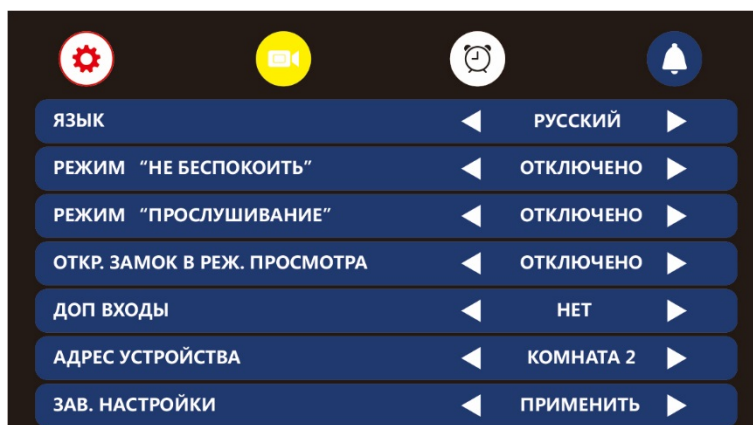 ЯЗЫК РУССКИЙ
РЕЖИМ “НЕ БЕСПОКОИТЬ” ОТКЛЮЧЕНО
РЕЖИМ “ПРОСЛУШИВАНИЕ” ОТКЛЮЧЕНО
ОТКР. ЗАМОК В РЕЖ. ПРОСМОТРА ОТКЛЮЧЕНО
ДОП ВХОДЫ НЕТ
АДРЕС УСТРОЙСТВА КОМНАТА 2
ЗАВ. НАСТРОЙКИ ПРИМЕНИТЬ